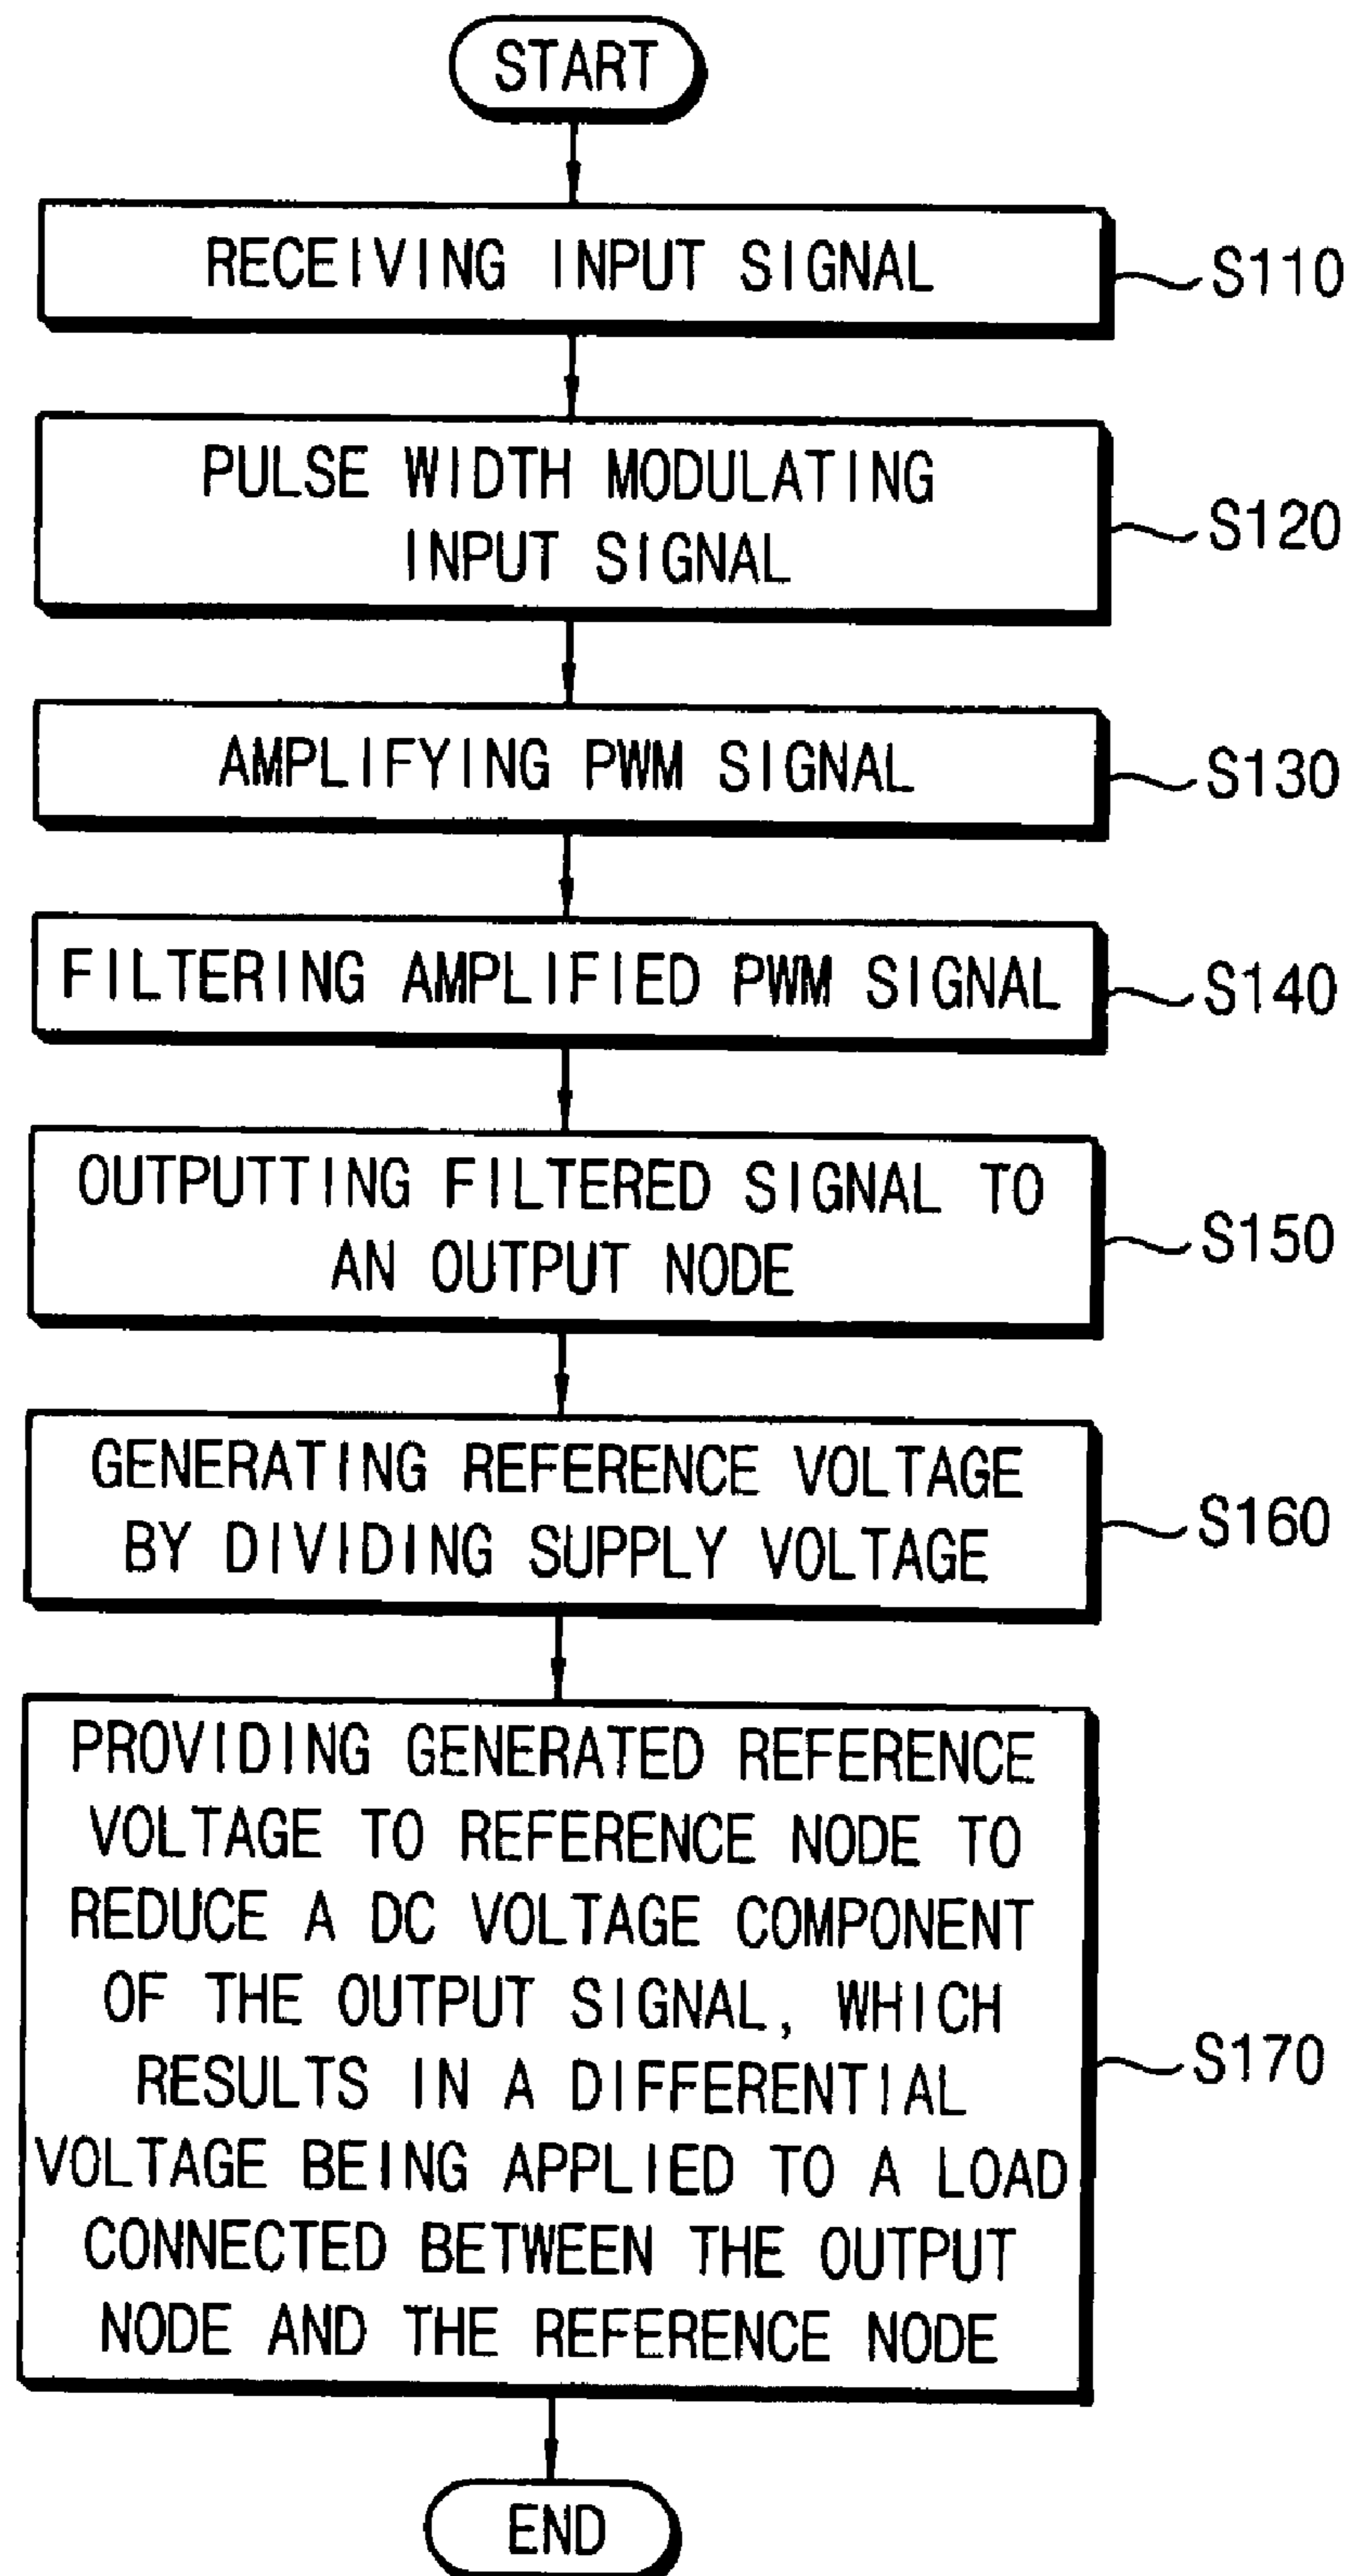 START
RECEIVING INPUT SIGNAL
S110
PULSE WIDTH MODULATING
INPUT SIGNAL
S120
AMPLIFYING PWM SIGNAL
S130
FILTERING AMPLIFIED PWM SIGNAL
S140
OUTPUTTING FILTERED SIGNAL TO
AN OUTPUT NODE
S150
GENERATING REFERENCE VOLTAGE
BY DIVIDING SUPPLY VOLTAGE
S160
PROVIDING GENERATED REFERENCE
VOLTAGE TO REFERENCE NODE TO
REDUCE A DC VOLTAGE COMPONENT
OF THE OUTPUT SIGNAL, WHICH
RESULTS IN A DIFFERENTIAL
VOLTAGE BEING APPLIED TO A LOAD
CONNECTED BETWEEN THE OUTPUT
NODE AND THE REFERENCE NODE
S170
END